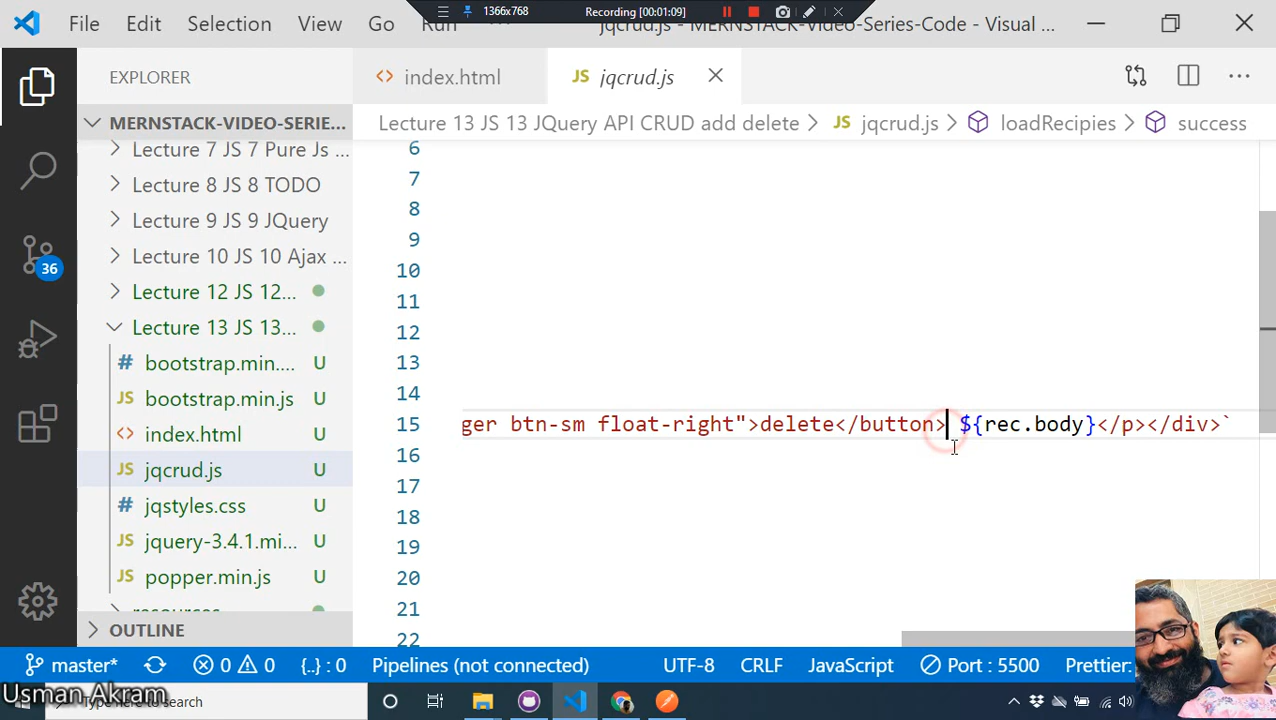 1366x768
Recording [00:01:09]
File Edit Selection View Go Run jqcrud.js - MERNSTACK-Video-Series-Code - Visual ...
EXPLORER
index.html
JS jqcrud.js
MERNSTACK-VIDEO-SERIE...
Lecture 13 JS 13 JQuery API CRUD add delete > JS jqcrud.js > loadRecipies > success
Lecture 7 JS 7 Pure Js ...
Lecture 8 JS 8 TODO
Lecture 9 JS 9 JQuery
Lecture 10 JS 10 Ajax ...
Lecture 12 JS 12...
Lecture 13 JS 13...
# bootstrap.min.... U
JS bootstrap.min.js U
<> index.html U
JS jqcrud.js U
# jqstyles.css U
JS jquery-3.4.1.mi... U
JS popper.min.js U
resources
OUTLINE
36
6
7
8
9
10
11
12
13
14
15 ger btn-sm float-right">delete</button> ${rec.body}</p></div>`
16
17
18
19
20
21
22
master* 0 0 {..} : 0 Pipelines (not connected) UTF-8 CRLF JavaScript Port : 5500 Prettier:
Usman Akram
Type here to search